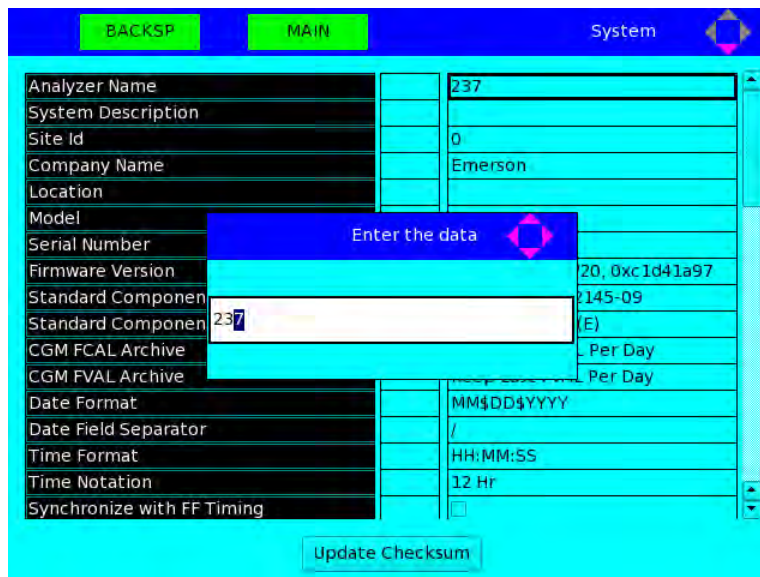 BACKSP MAIN System
Analyzer Name 237
System Description
Site Id 0
Company Name Emerson
Location
Model
Enter the data
Serial Number
Firmware Version /20, 0xc1d41a97
Standard Componen 2145-09
237
Standard Componen (E)
CGM FCAL Archive Per Day
CGM FVAL Archive Per Day
Date Format MM$DD$YYYY
Date Field Separator /
Time Format HH:MM:SS
Time Notation 12 Hr
Synchronize with FF Timing
Update Checksum